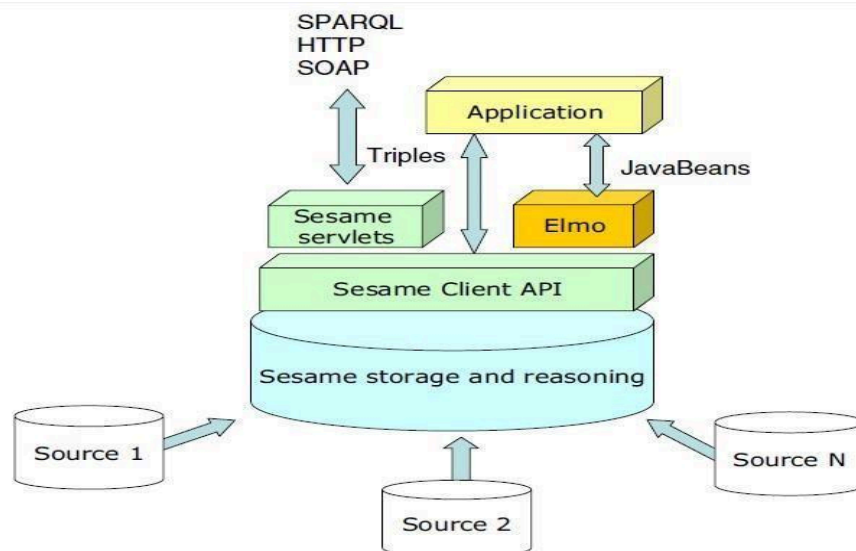 SPARQL
HTTP
SOAP
Application
Triples
JavaBeans
Sesame
servlets
Elmo
Sesame Client API
Sesame storage and reasoning
Source 1
Source N
Source 2